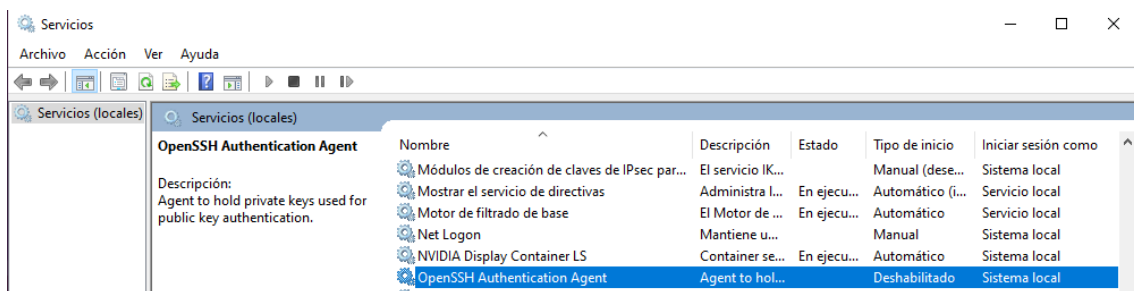 Servicios
Archivo Acción Ver Ayuda
Servicios (locales)
Servicios (locales)
OpenSSH Authentication Agent
Descripción:
Agent to hold private keys used for
public key authentication.
Nombre Descripción Estado Tipo de inicio Iniciar sesión como
Módulos de creación de claves de IPsec par... El servicio IK... Manual (dese... Sistema local
Mostrar el servicio de directivas Administra l... En ejecu... Automático (i... Servicio local
Motor de filtrado de base El Motor de ... En ejecu... Automático Servicio local
Net Logon Mantiene u... Manual Sistema local
NVIDIA Display Container LS Container se... En ejecu... Automático Sistema local
OpenSSH Authentication Agent Agent to hol... Deshabilitado Sistema local